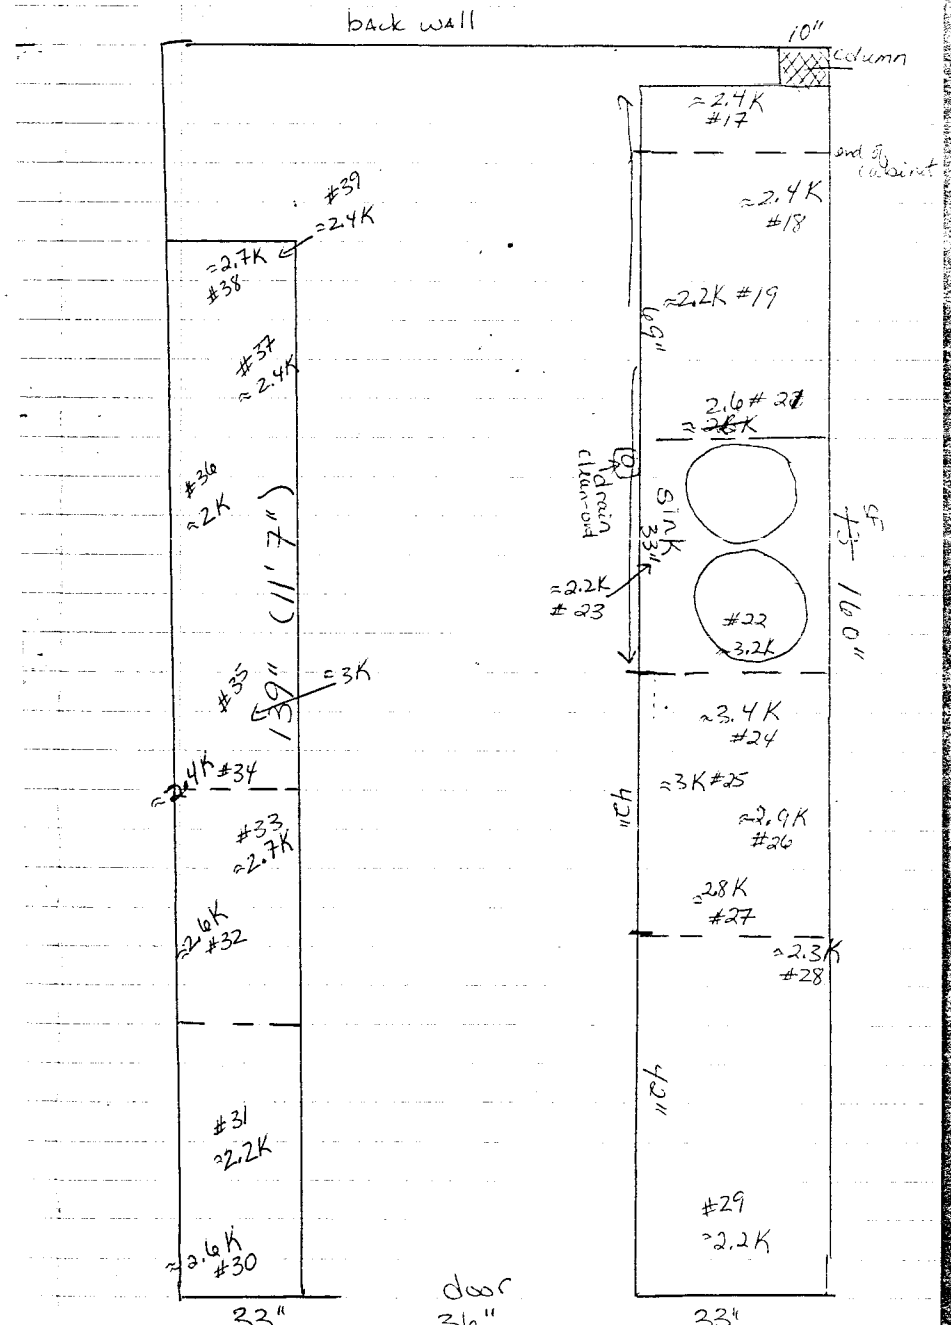 back wall
10"
column
≈2.4K
#17
end of
cabinet
≈2.4K
#18
#39
≈2.4K
≈2.7K
#38
≈2.2K #19
69"
#37
≈2.4K
2.6 # 21
#36
≈2K
drain
clean-out
sink
33"
160"
139" (11'7")
≈2.2K
# 23
#22
≈3.2K
#35
≈3K
≈3.4K
#24
≈2.4K #34
≈3K #25
42"
#33
≈2.7K
≈2.9K
#26
≈2.8K
#27
≈2.6K
#32
≈2.3K
#28
42"
#31
≈2.2K
#29
≈2.2K
≈2.6K
#30
door
33"
36"
33"